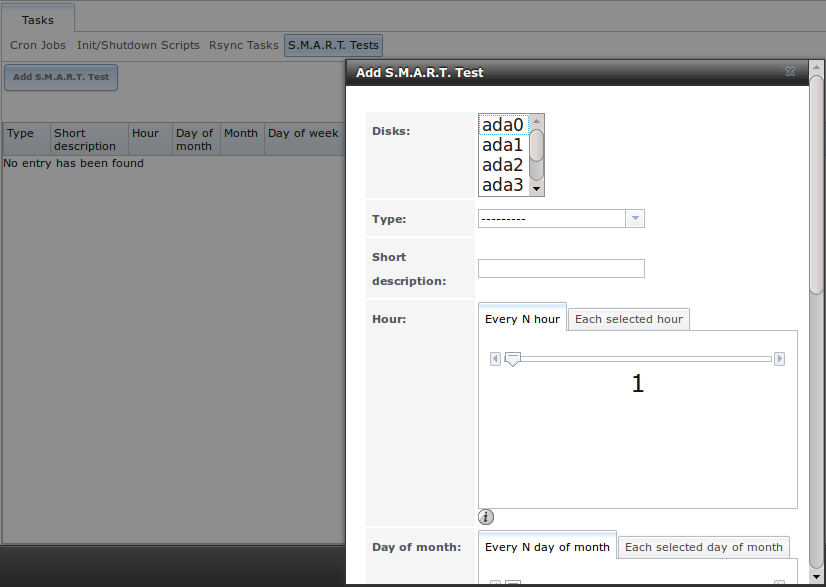 Tasks
Cron Jobs Init/Shutdown Scripts Rsync Tasks S.M.A.R.T. Tests
Add S.M.A.R.T. Test
Type Short description Hour Day of month Month Day of week
No entry has been found
Add S.M.A.R.T. Test
Disks:
ada0
ada1
ada2
ada3
Type:
---------
Short
description:
Hour:
Every N hour Each selected hour
1
i
Day of month:
Every N day of month Each selected day of month